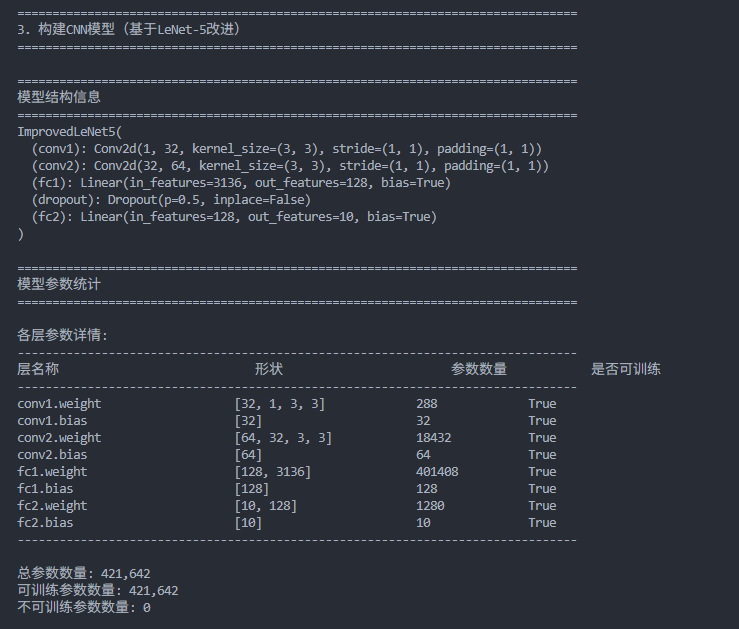 ================================================================================
3. 构建CNN模型（基于LeNet-5改进）
================================================================================
================================================================================
模型结构信息
================================================================================
ImprovedLeNet5(
  (conv1): Conv2d(1, 32, kernel_size=(3, 3), stride=(1, 1), padding=(1, 1))
  (conv2): Conv2d(32, 64, kernel_size=(3, 3), stride=(1, 1), padding=(1, 1))
  (fc1): Linear(in_features=3136, out_features=128, bias=True)
  (dropout): Dropout(p=0.5, inplace=False)
  (fc2): Linear(in_features=128, out_features=10, bias=True)
)
================================================================================
模型参数统计
================================================================================
各层参数详情:
--------------------------------------------------------------------------------
层名称 形状 参数数量 是否可训练
--------------------------------------------------------------------------------
conv1.weight [32, 1, 3, 3] 288 True
conv1.bias [32] 32 True
conv2.weight [64, 32, 3, 3] 18432 True
conv2.bias [64] 64 True
fc1.weight [128, 3136] 401408 True
fc1.bias [128] 128 True
fc2.weight [10, 128] 1280 True
fc2.bias [10] 10 True
--------------------------------------------------------------------------------
总参数数量: 421,642
可训练参数数量: 421,642
不可训练参数数量: 0